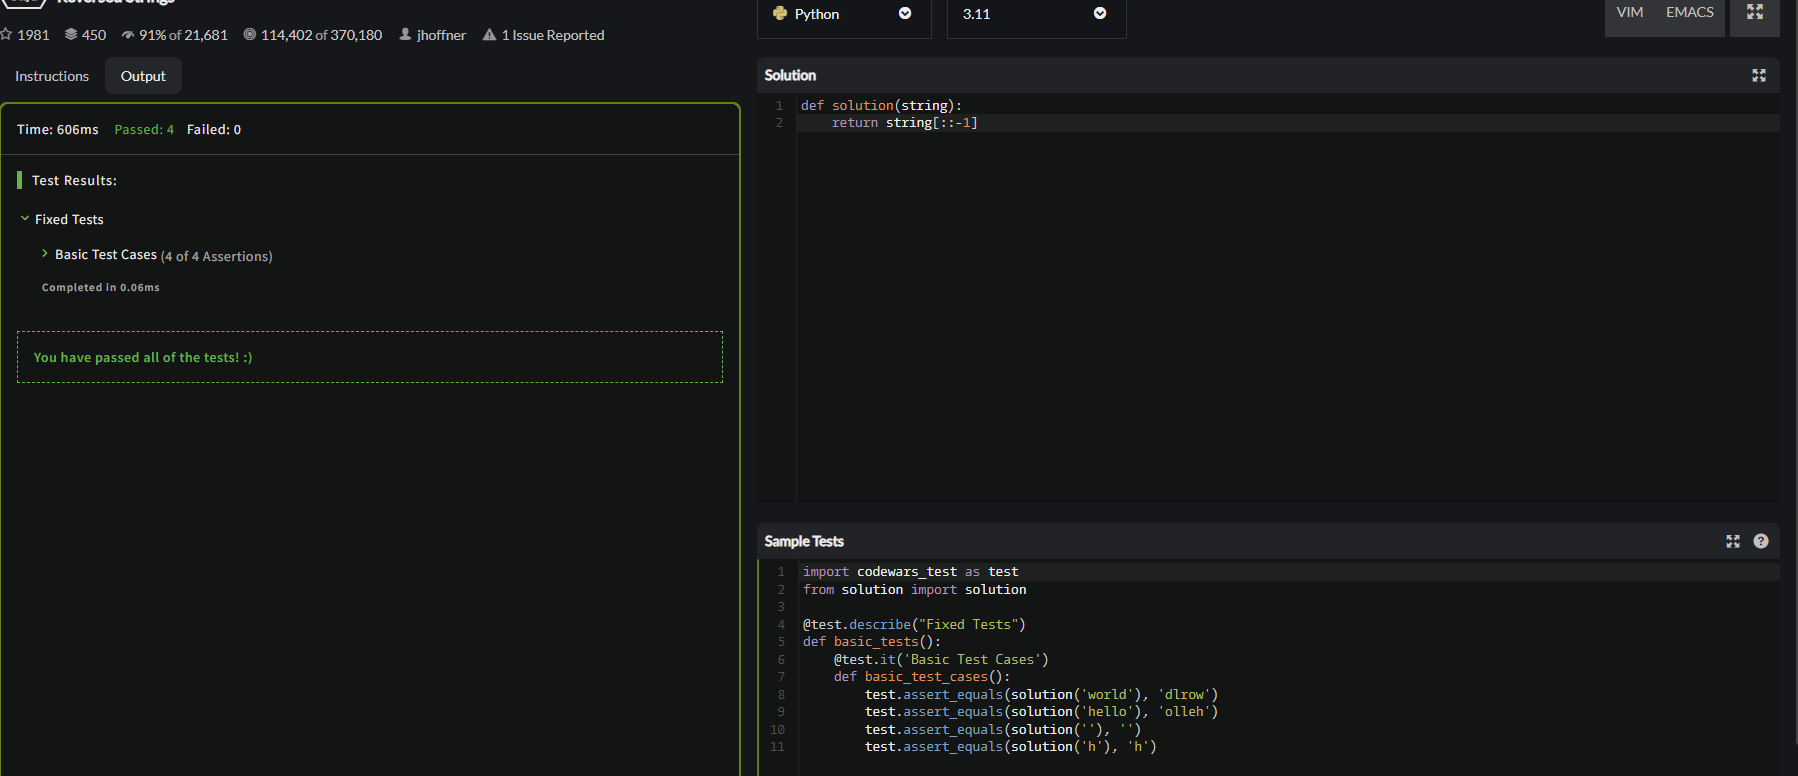 Reversed Strings
1981 450 91% of 21,681 114,402 of 370,180 jhoffner 1 Issue Reported
Instructions Output
Time: 606ms Passed: 4 Failed: 0
Test Results:
Fixed Tests
Basic Test Cases (4 of 4 Assertions)
Completed in 0.06ms
You have passed all of the tests! :)
Python 3.11 VIM EMACS
Solution
1 def solution(string):
2     return string[::-1]
Sample Tests
?
1 import codewars_test as test
2 from solution import solution
3
4 @test.describe("Fixed Tests")
5 def basic_tests():
6     @test.it('Basic Test Cases')
7     def basic_test_cases():
8         test.assert_equals(solution('world'), 'dlrow')
9         test.assert_equals(solution('hello'), 'olleh')
10         test.assert_equals(solution(''), '')
11         test.assert_equals(solution('h'), 'h')